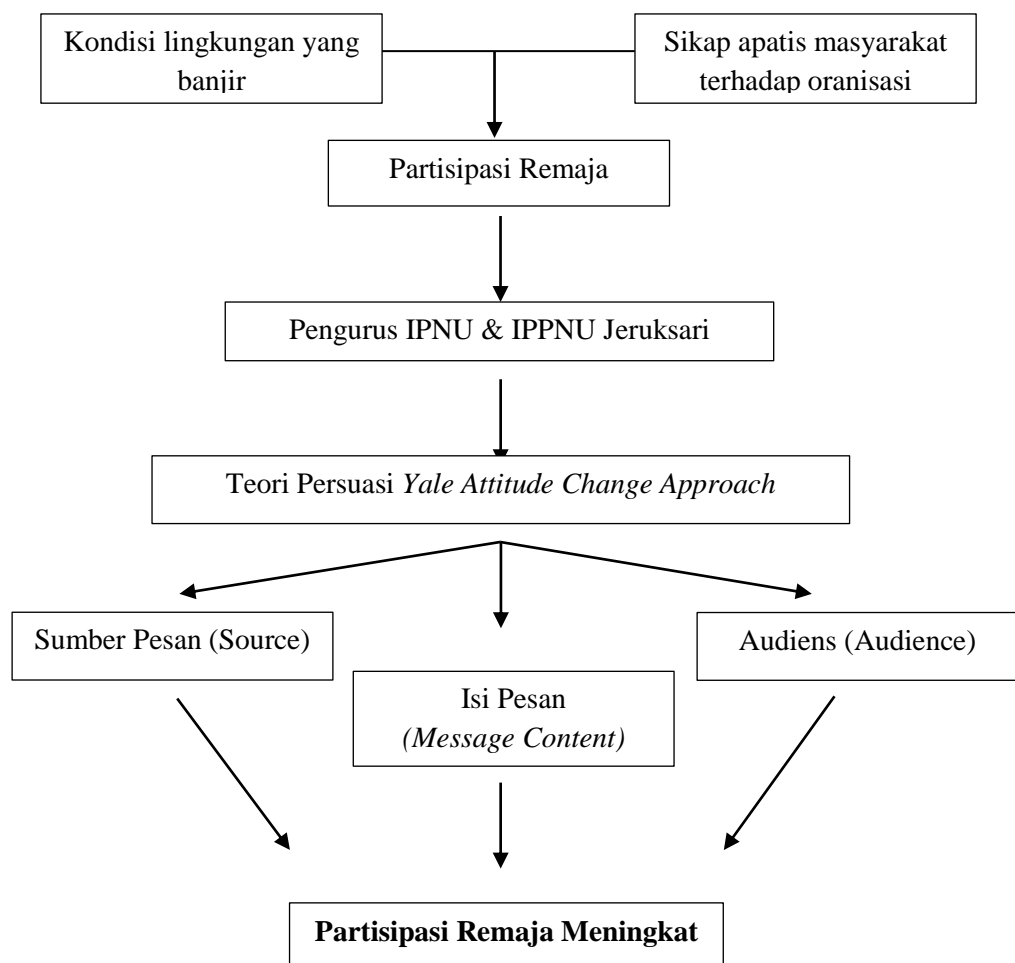 Kondisi lingkungan yang
banjir
Sikap apatis masyarakat
terhadap oranisasi
Partisipasi Remaja
Pengurus IPNU & IPPNU Jeruksari
Teori Persuasi Yale Attitude Change Approach
Sumber Pesan (Source)
Isi Pesan
(Message Content)
Audiens (Audience)
Partisipasi Remaja Meningkat